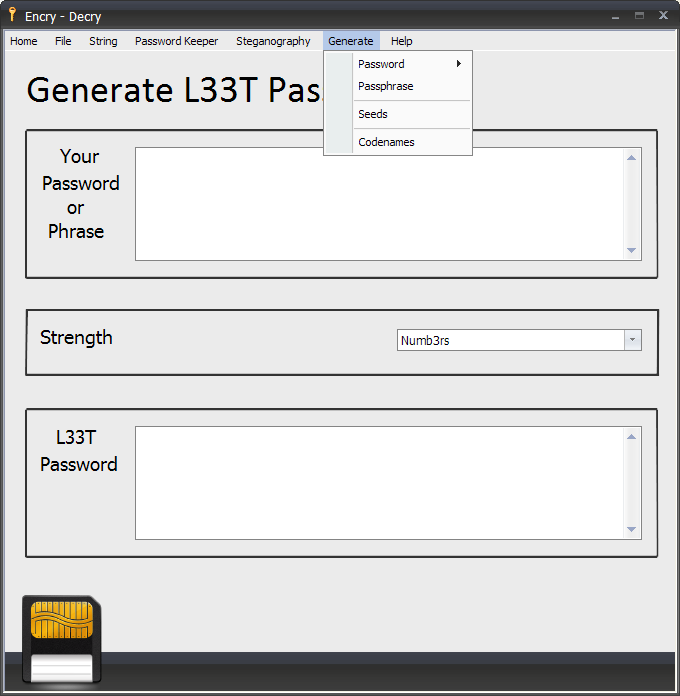 Encry - Decry
Home File String Password Keeper Steganography Generate Help
Password
Passphrase
Seeds
Codenames
Generate L33T Pas
Your
Password
or
Phrase
Strength
Numb3rs
L33T
Password